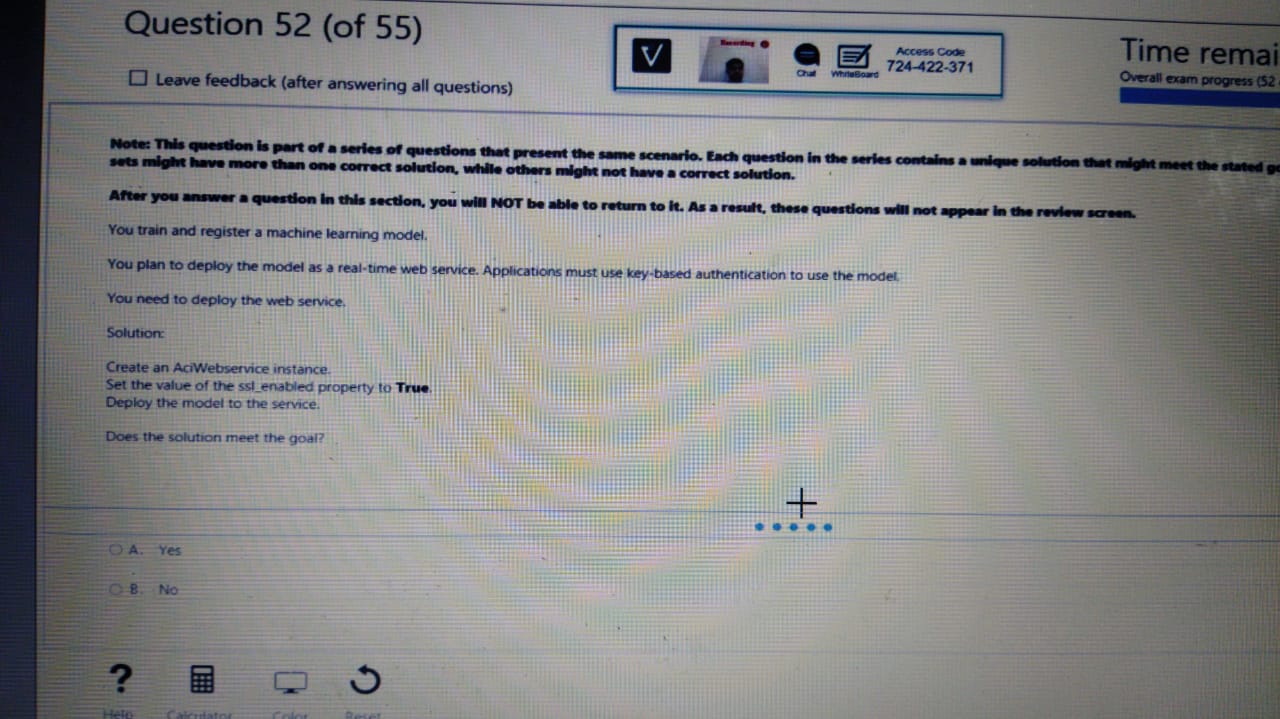 Question 52 (of 55)
Leave feedback (after answering all questions)
V
Recording
Chat
WhiteBoard
Access Code
724-422-371
Time remai
Overall exam progress (52
Note: This question is part of a series of questions that present the same scenario. Each question in the series contains a unique solution that might meet the stated
sets might have more than one correct solution, while others might not have a correct solution.
After you answer a question in this section, you will NOT be able to return to it. As a result, these questions will not appear in the review screen.
You train and register a machine learning model.
You plan to deploy the model as a real-time web service. Applications must use key-based authentication to use the model.
You need to deploy the web service.
Solution:
Create an AciWebservice instance.
Set the value of the ssl_enabled property to True.
Deploy the model to the service.
Does the solution meet the goal?
A. Yes
B. No
?
Help
Calculator
Color
Reset